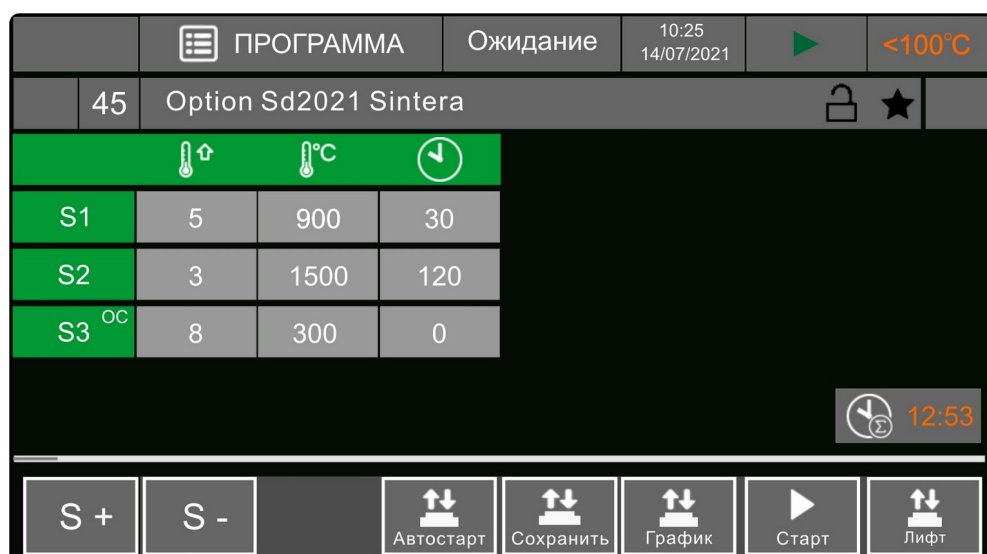 ПРОГРАММА Ожидание 10:25 <100°C
14/07/2021
45 Option Sd2021 Sintera
°C
S1 5 900 30
S2 3 1500 120
S3 OC 8 300 0
Σ 12:53
S + S -
Автостарт Сохранить График Старт Лифт